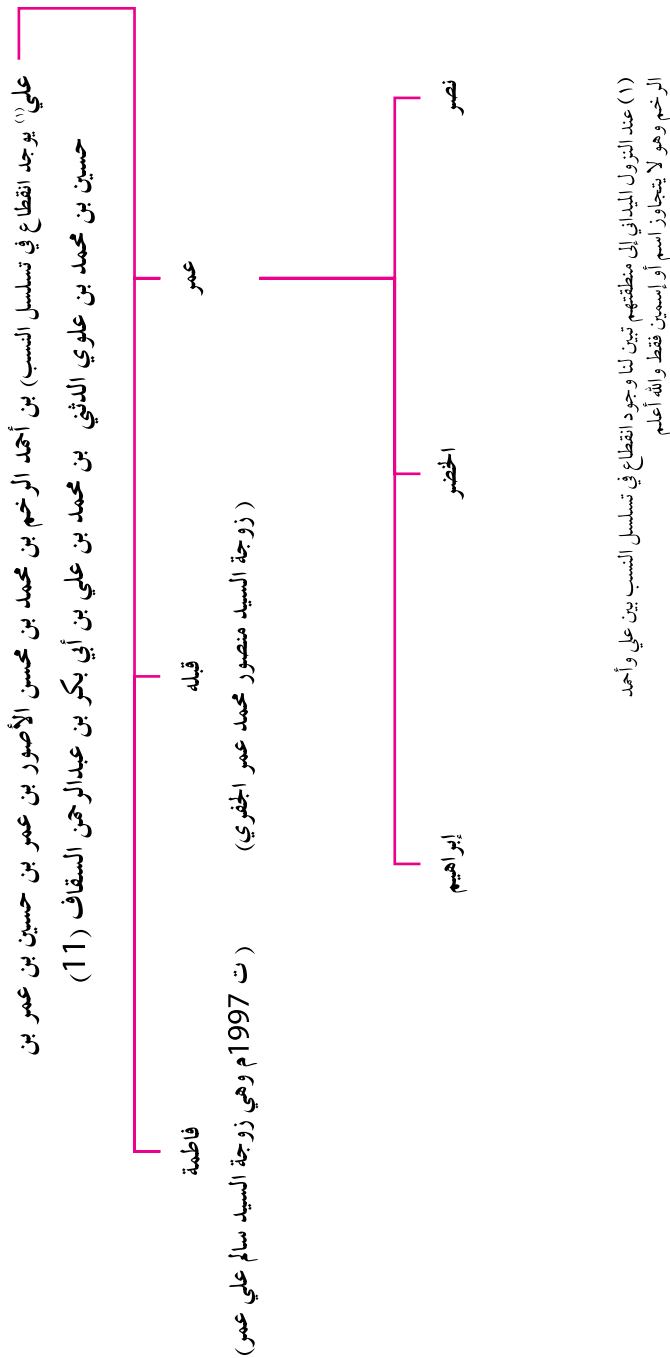 علي(١) يوجد انقطاع في تسلسل النسب) بن أحمد الرخم بن محمد بن محسن الأصور بن عمر بن حسين بن عمر بن
حسين بن محمد بن علوي الدثني بن محمد بن علي بن أبي بكر بن عبدالرحمن السقاف (11)
عمر
قبله
فاطمة
(زوجة السيد منصور محمد عمر الجفري)
(ت 1997م وهي زوجة السيد سالم علي عمر)
نصر
الخضر
إبراهيم
(١) عند النزول الميداني إلى منطقتهم تبين لنا وجود انقطاع في تسلسل النسب بين علي وأحمد
الرخم وهو لا يتجاوز اسم أو إسمين فقط والله أعلم